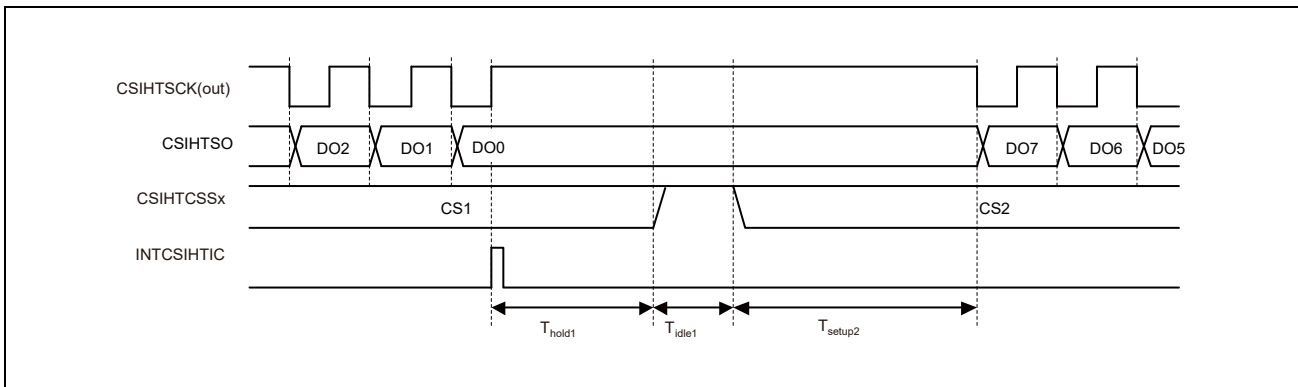 CSIHTSCK(out)
CSIHTSO
DO2
DO1
DO0
DO7
DO6
DO5
CSIHTCSSx
CS1
CS2
INTCSIHTIC
Thold1
Tidle1
Tsetup2